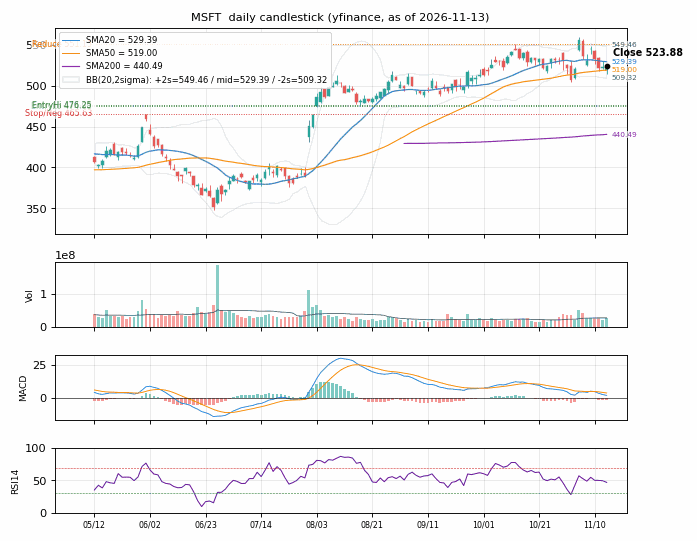 MSFT  daily candlestick (yfinance, as of 2026-11-13)
SMA20 = 529.39
SMA50 = 519.00
SMA200 = 440.49
BB(20,2sigma): +2s=549.46 / mid=529.39 / -2s=509.32
550
500
450
400
350
EntryHi 476.25
Stop/Neg 465.63
549.46
Close 523.88
529.39
519.00
509.32
440.49
1e8
Vol
1
0
MACD
25
0
RSI14
100
50
0
05/12
06/02
06/23
07/14
08/03
08/21
09/11
10/01
10/21
11/10